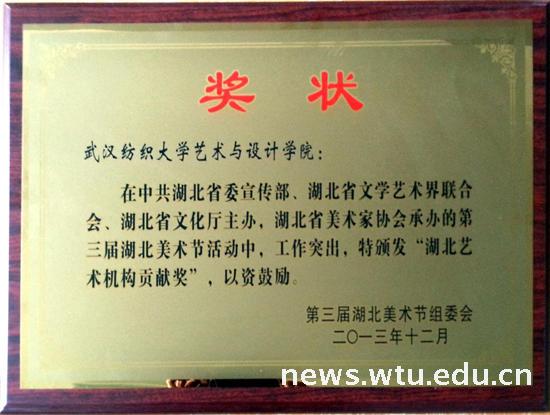 奖状
武汉纺织大学艺术与设计学院：
在中共湖北省委宣传部、湖北省文学艺术界联合
会、湖北省文化厅主办，湖北省美术家协会承办的第
三届湖北美术节活动中，工作突出，特颁发“湖北艺
术机构贡献奖”，以资鼓励。
第三届湖北美术节组委会
二〇一三年十二月
news.wtu.edu.cn